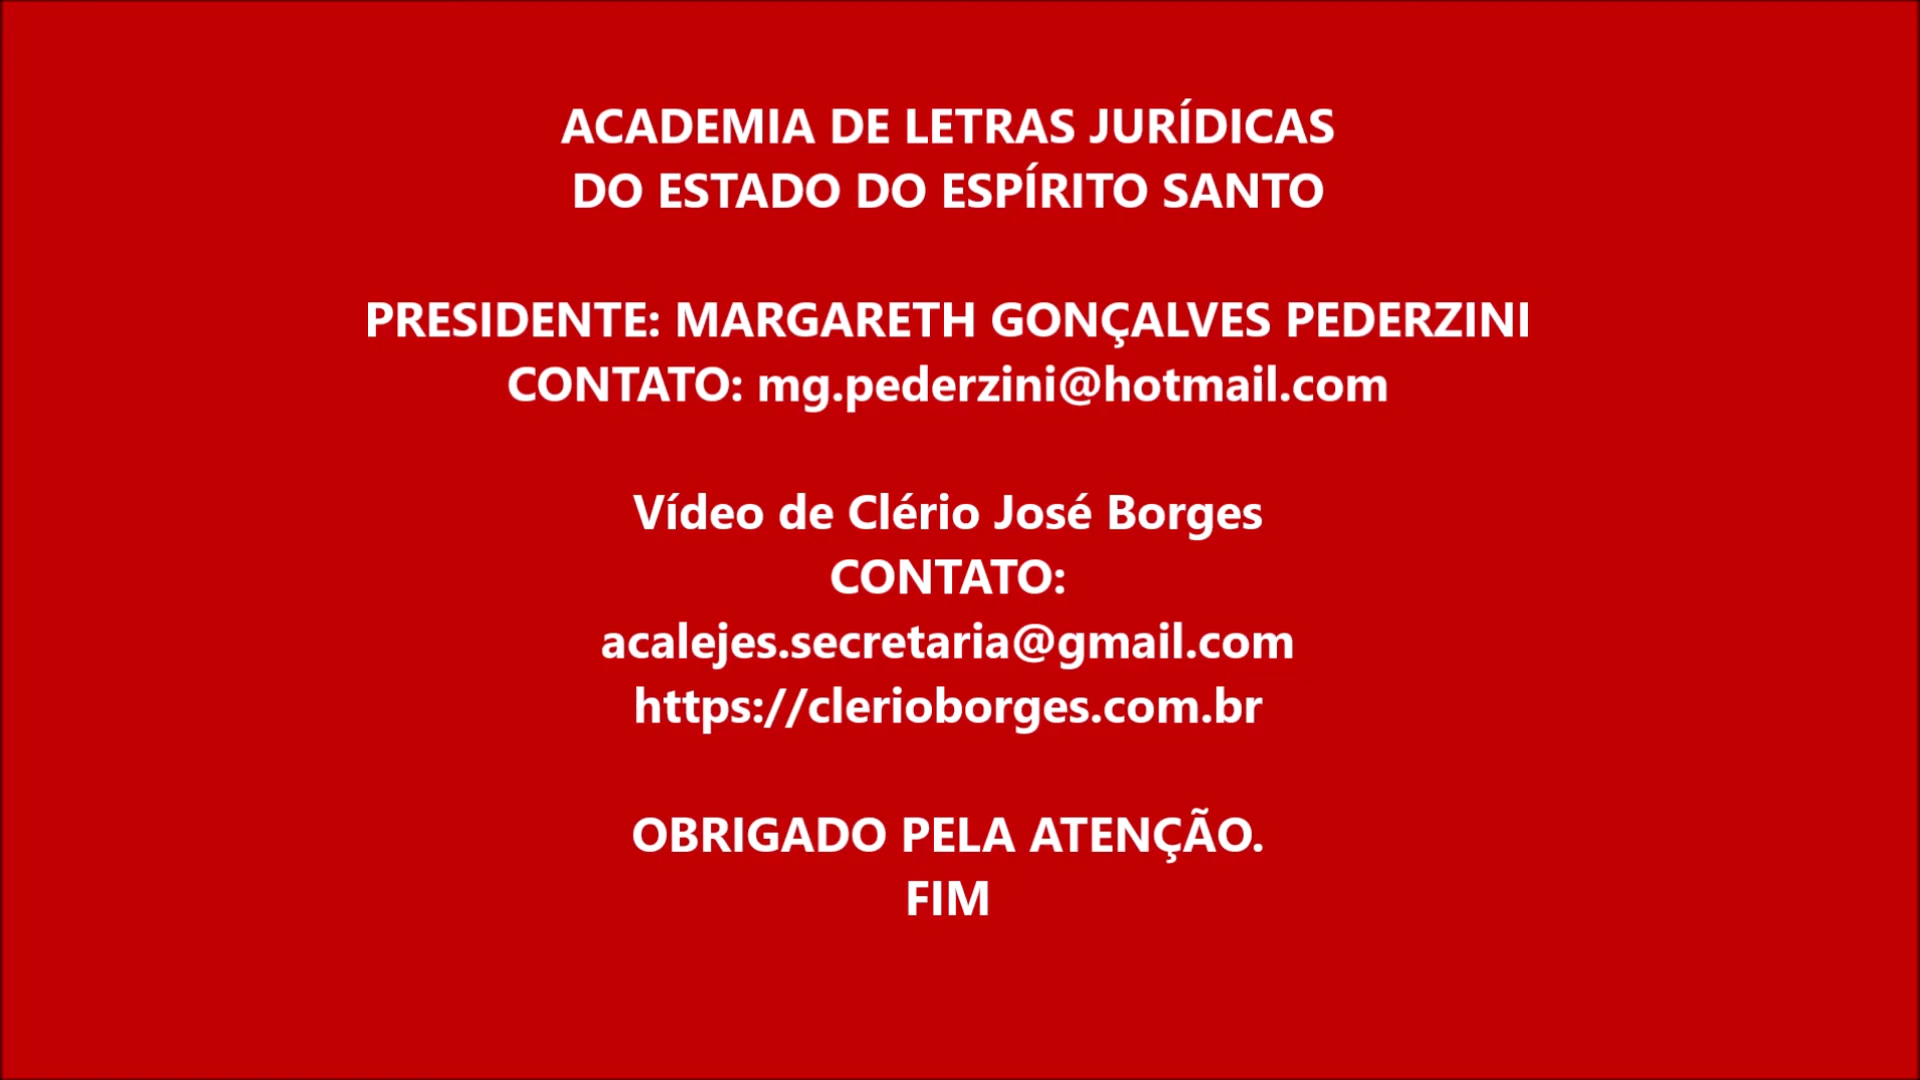 ACADEMIA DE LETRAS JURÍDICAS
DO ESTADO DO ESPÍRITO SANTO
PRESIDENTE: MARGARETH GONÇALVES PEDERZINI
CONTATO: mg.pederzini@hotmail.com
Vídeo de Clério José Borges
CONTATO:
acalejes.secretaria@gmail.com
https://clerioborges.com.br
OBRIGADO PELA ATENÇÃO.
FIM